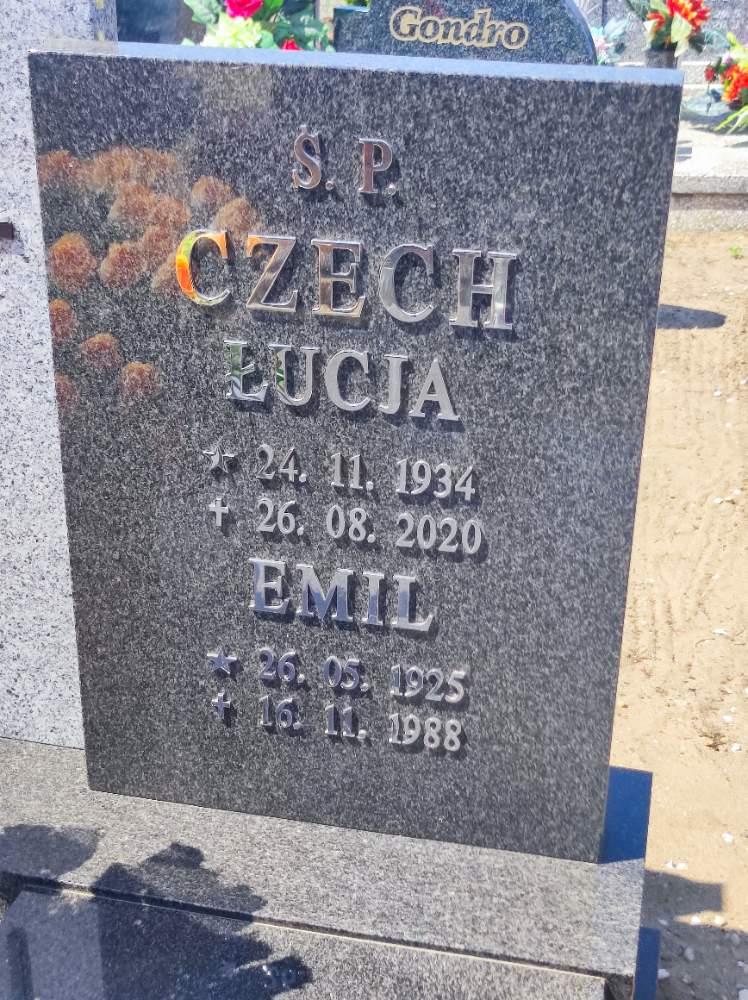 Gondro
Ś. P.
CZECH
ŁUCJA
★ 24. 11. 1934
✝ 26. 08. 2020
EMIL
★ 26. 05. 1925
✝ 16. 11. 1988